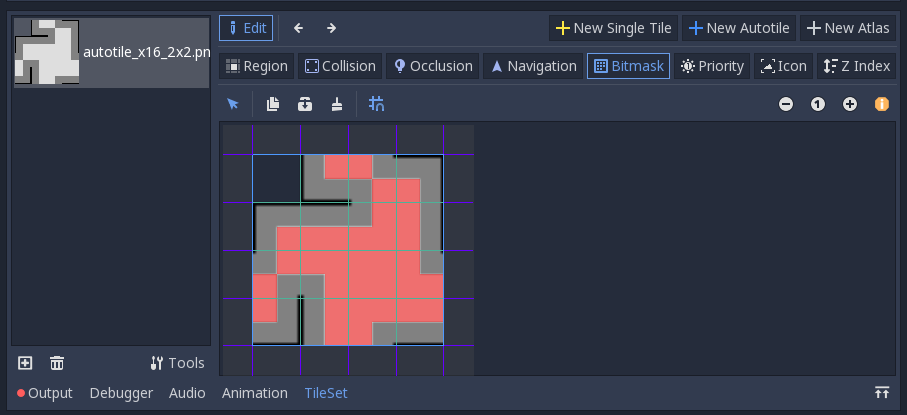 Edit
New Single Tile
New Autotile
New Atlas
autotile_x16_2x2.pn
Region
Collision
Occlusion
Navigation
Bitmask
Priority
Icon
Z Index
Tools
Output
Debugger
Audio
Animation
TileSet